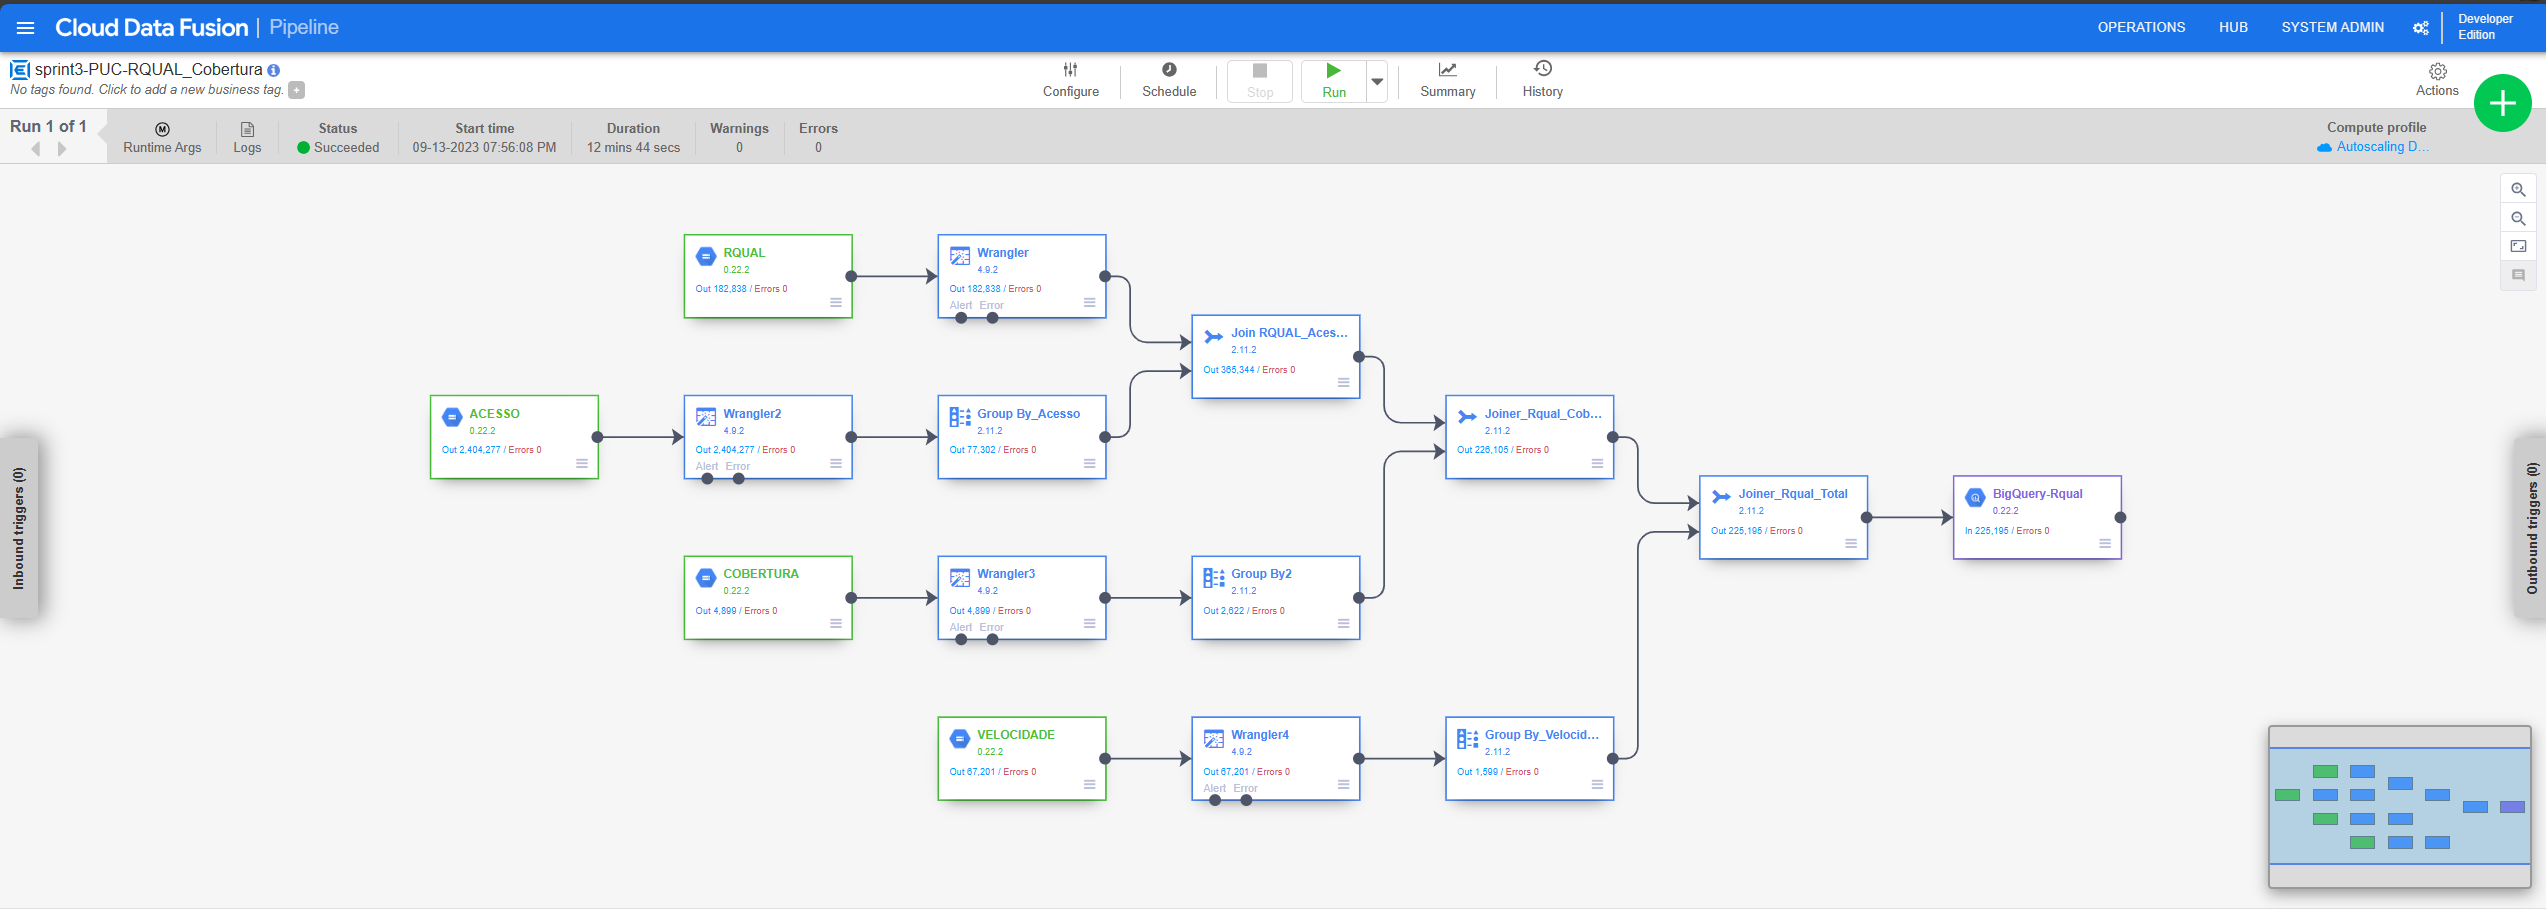 Cloud Data Fusion | Pipeline
OPERATIONS
HUB
SYSTEM ADMIN
Developer
Edition
sprint3-PUC-RQUAL_Cobertura
No tags found. Click to add a new business tag.
Configure
Schedule
Stop
Run
Summary
History
Actions
Run 1 of 1
Runtime Args
Logs
Status
Succeeded
Start time
09-13-2023 07:56:08 PM
Duration
12 mins 44 secs
Warnings
0
Errors
0
Compute profile
Autoscaling D...
Inbound triggers (0)
Outbound triggers (0)
RQUAL
0.22.2
Out 182,838 / Errors 0
Wrangler
4.9.2
Out 182,838 / Errors 0
Alert Error
Join RQUAL_Aces...
2.11.2
Out 365,344 / Errors 0
ACESSO
0.22.2
Out 2,404,277 / Errors 0
Wrangler2
4.9.2
Out 2,404,277 / Errors 0
Alert Error
Group By_Acesso
2.11.2
Out 77,302 / Errors 0
Joiner_Rqual_Cob...
2.11.2
Out 226,105 / Errors 0
Joiner_Rqual_Total
2.11.2
Out 225,195 / Errors 0
BigQuery-Rqual
0.22.2
In 225,195 / Errors 0
COBERTURA
0.22.2
Out 4,899 / Errors 0
Wrangler3
4.9.2
Out 4,899 / Errors 0
Alert Error
Group By2
2.11.2
Out 2,622 / Errors 0
VELOCIDADE
0.22.2
Out 67,201 / Errors 0
Wrangler4
4.9.2
Out 67,201 / Errors 0
Alert Error
Group By_Velocid...
2.11.2
Out 1,599 / Errors 0